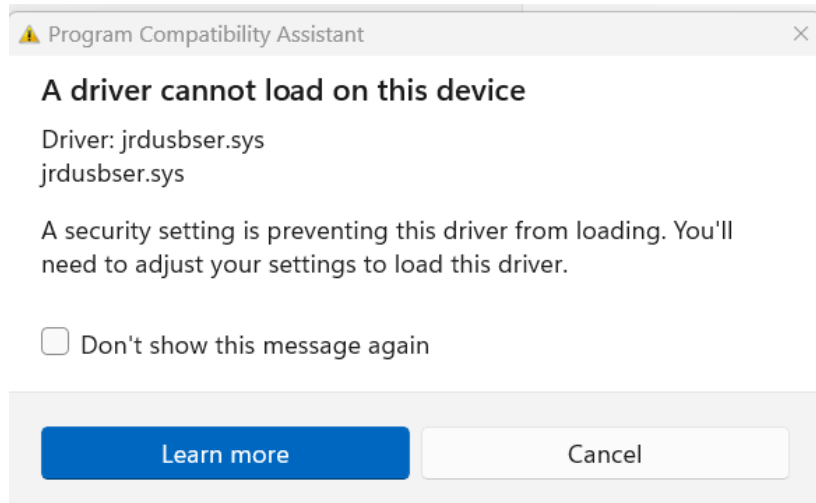 Program Compatibility Assistant
A driver cannot load on this device
Driver: jrdusbser.sys
jrdusbser.sys
A security setting is preventing this driver from loading. You'll
need to adjust your settings to load this driver.
Don't show this message again
Learn more
Cancel